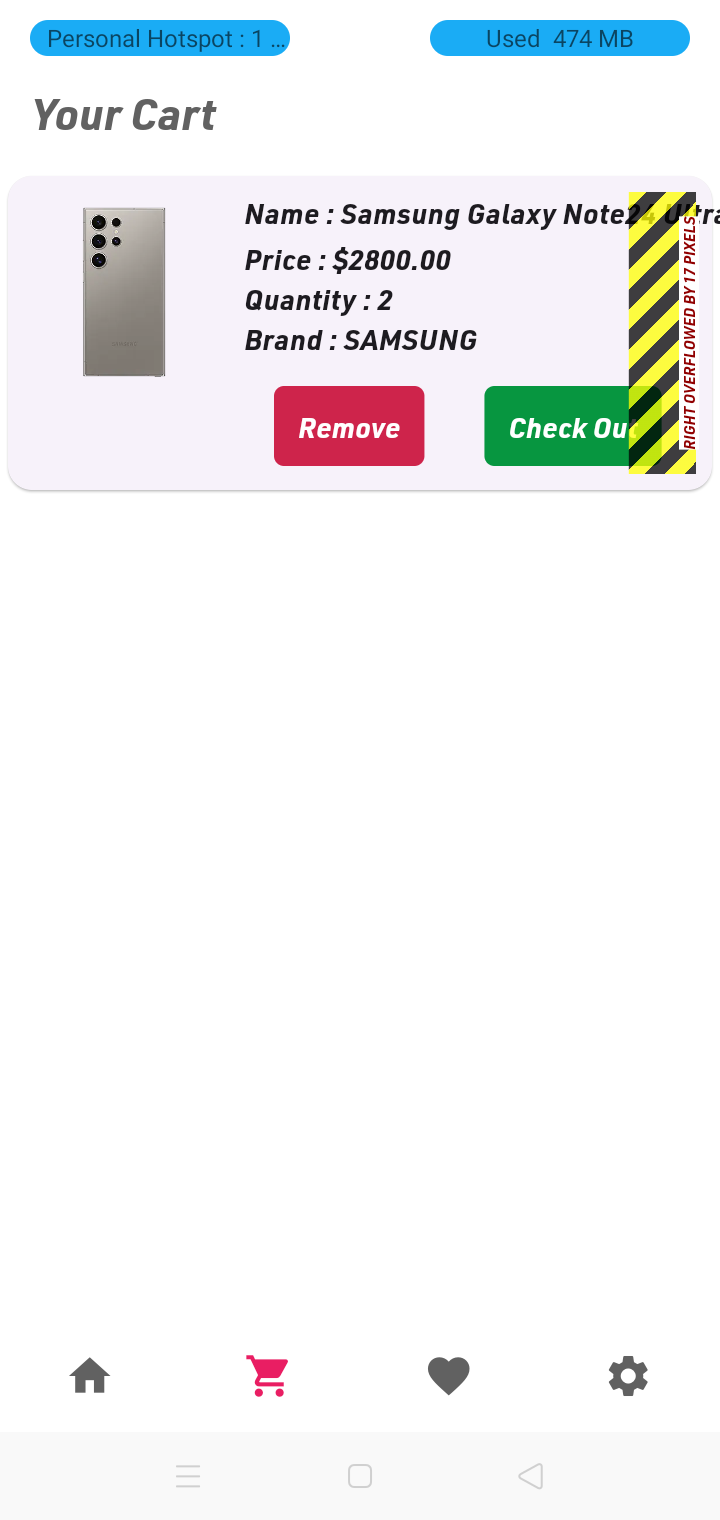 Personal Hotspot : 1 ...
Used 474 MB
Your Cart
Name : Samsung Galaxy Note24 Ultra
Price : $2800.00
Quantity : 2
Brand : SAMSUNG
Remove
Check Out
RIGHT OVERFLOWED BY 17 PIXELS